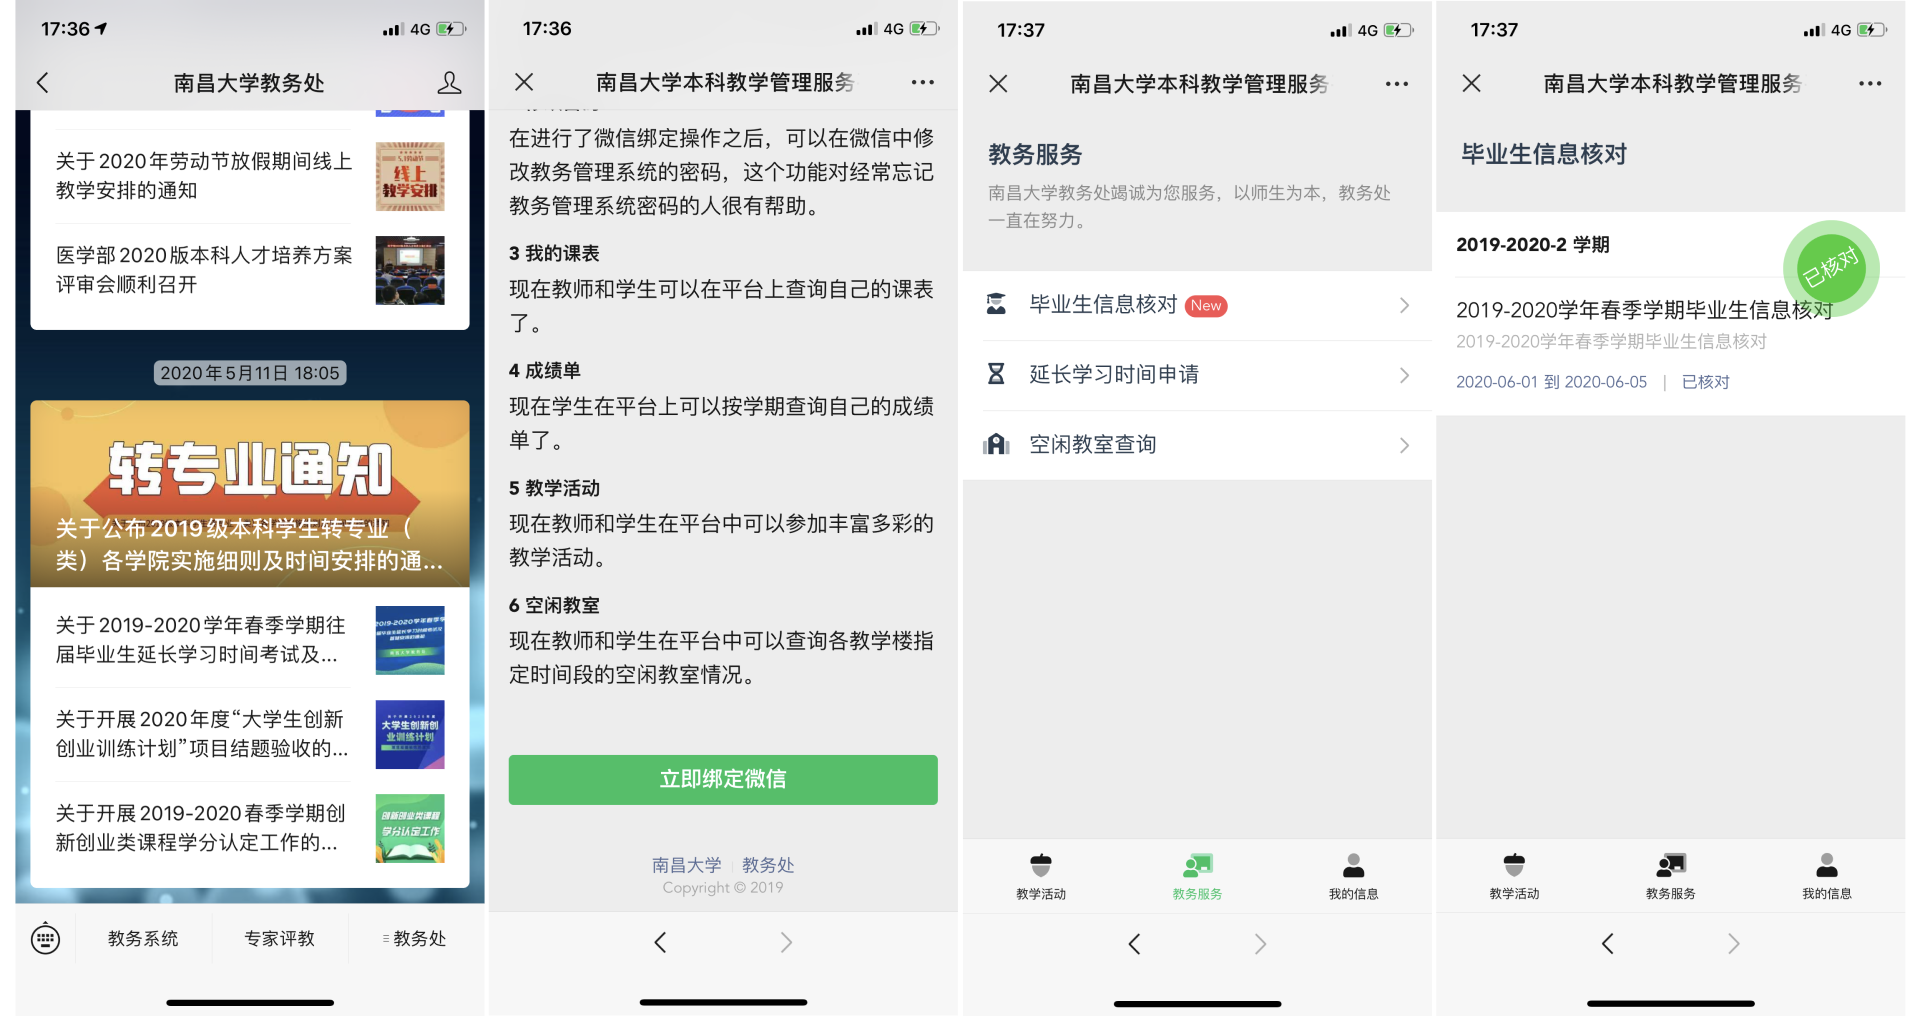 17:36
4G
南昌大学教务处
关于2020年劳动节放假期间线上
教学安排的通知
线上
教学安排
医学部2020版本科人才培养方案
评审会顺利召开
2020年5月11日 18:05
转专业通知
关于公布2019级本科学生转专业（
类）各学院实施细则及时间安排的通...
关于2019-2020学年春季学期往
届毕业生延长学习时间考试及...
关于开展2020年度“大学生创新
创业训练计划”项目结题验收的...
大学生创新创
业训练计划
关于开展2019-2020春季学期创
新创业类课程学分认定工作的...
创新创业类课程
学分认定工作
教务系统
专家评教
教务处
17:36
4G
南昌大学本科教学管理服务
在进行了微信绑定操作之后，可以在微信中修
改教务管理系统的密码，这个功能对经常忘记
教务管理系统密码的人很有帮助。
3 我的课表
现在教师和学生可以在平台上查询自己的课表
了。
4 成绩单
现在学生在平台上可以按学期查询自己的成绩
单了。
5 教学活动
现在教师和学生在平台中可以参加丰富多彩的
教学活动。
6 空闲教室
现在教师和学生在平台中可以查询各教学楼指
定时间段的空闲教室情况。
立即绑定微信
南昌大学 | 教务处
Copyright © 2019
17:37
4G
南昌大学本科教学管理服务
教务服务
南昌大学教务处竭诚为您服务，以师生为本，教务处
一直在努力。
毕业生信息核对 New
延长学习时间申请
空闲教室查询
教学活动
教务服务
我的信息
17:37
4G
南昌大学本科教学管理服务
毕业生信息核对
2019-2020-2 学期
已核对
2019-2020学年春季学期毕业生信息核对
2019-2020学年春季学期毕业生信息核对
2020-06-01 到 2020-06-05 | 已核对
教学活动
教务服务
我的信息